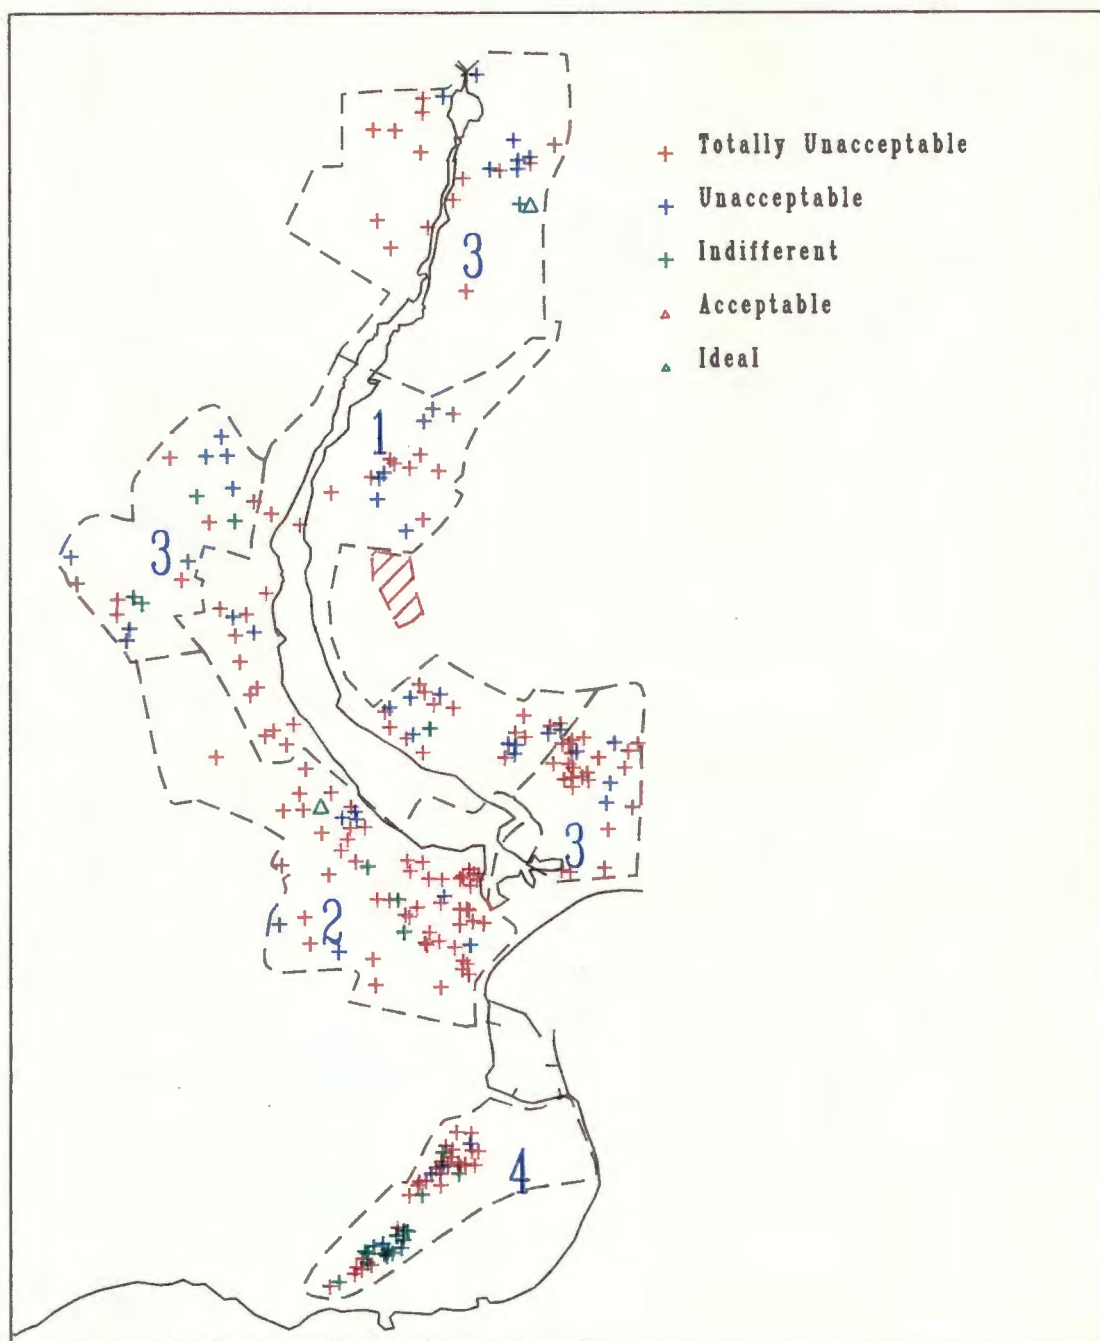 Totally Unacceptable
Unacceptable
3
Indifferent
Acceptable
Ideal
1
3
3
2
4